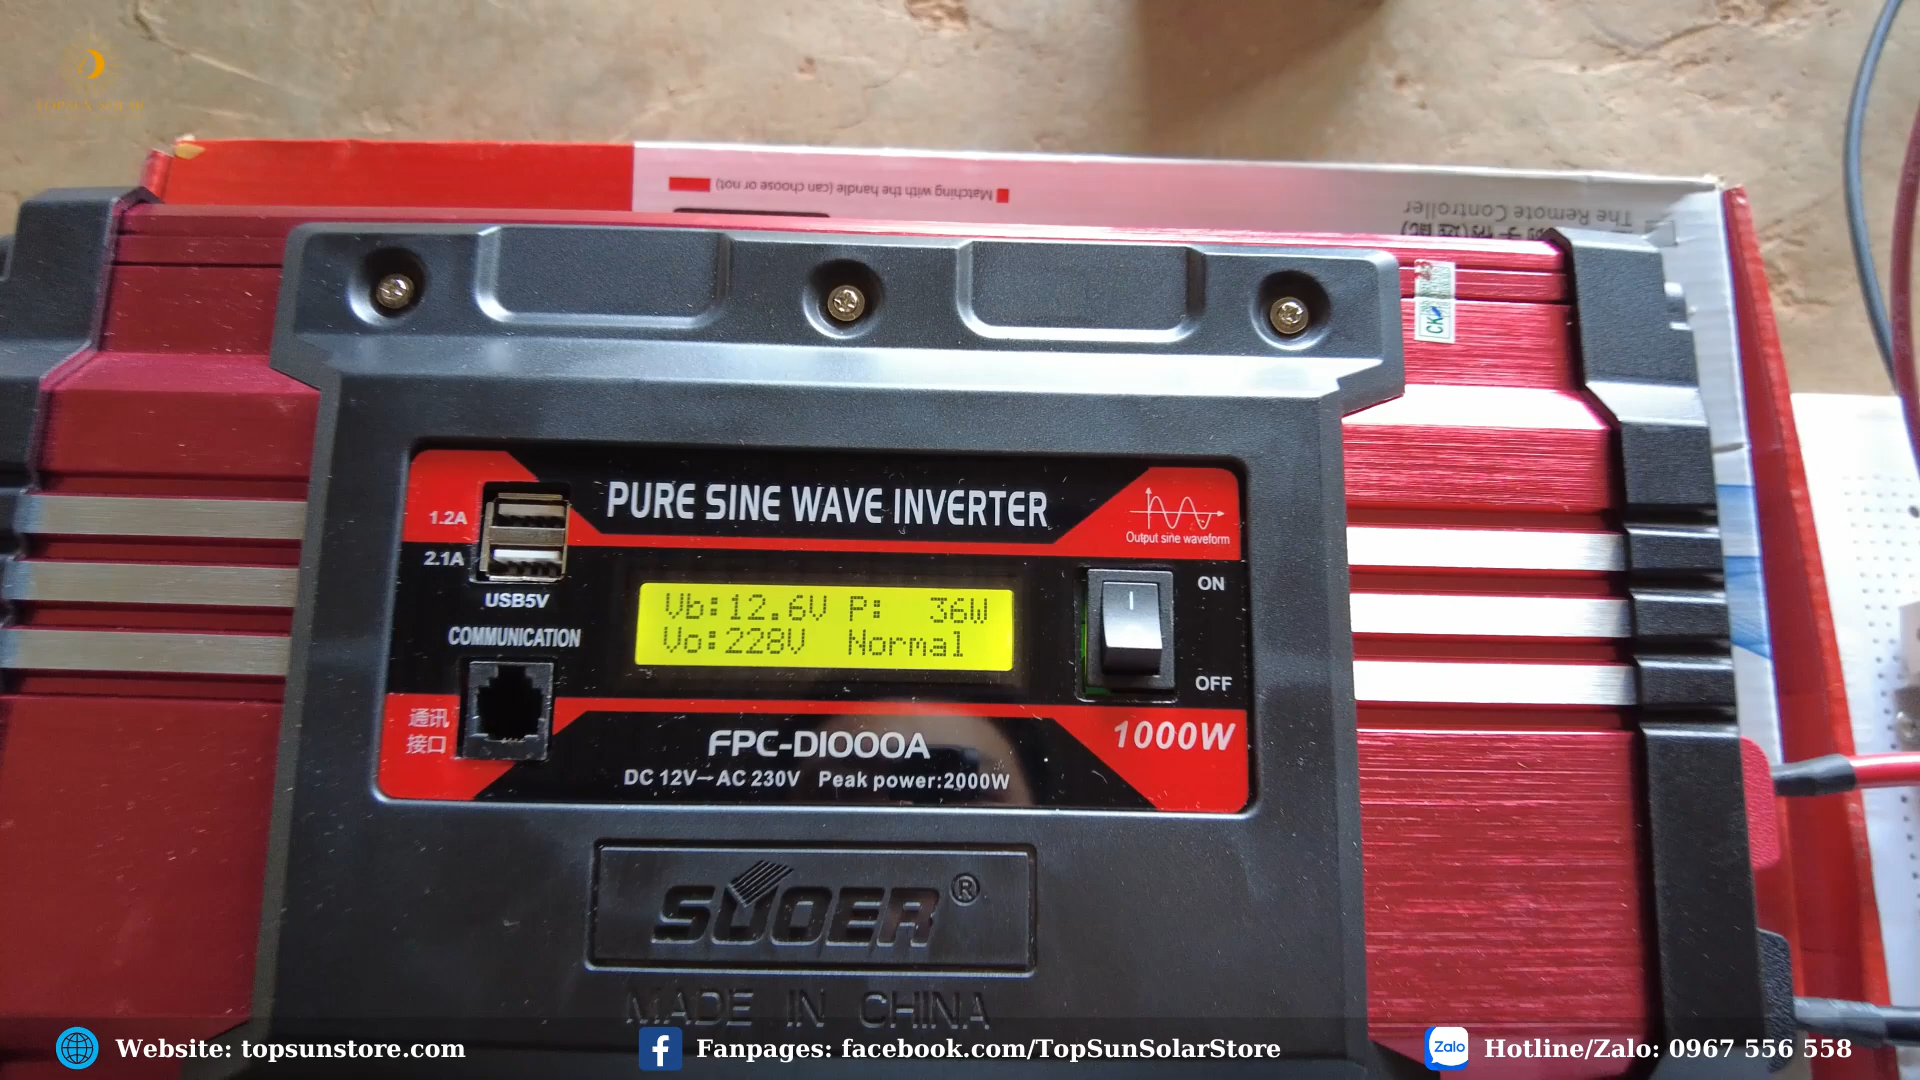 TOPSUN SOLAR
Matching with the handle (can choose or not)
The Remote Controller
CK
PURE SINE WAVE INVERTER
Output sine waveform
1.2A
2.1A
USB5V
COMMUNICATION
通讯
接口
Vb:12.6V P: 36W
Vo:228V Normal
ON
OFF
1000W
FPC-D1000A
DC 12V→AC 230V Peak power:2000W
SUOER®
MADE IN CHINA
Website: topsunstore.com
Fanpages: facebook.com/TopSunSolarStore
Zalo
Hotline/Zalo: 0967 556 558